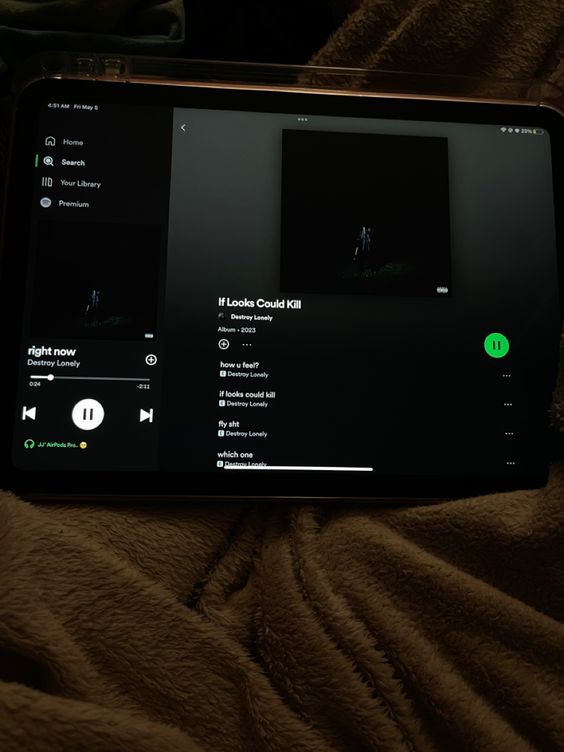 4:51 AM Fri May 5
23%
Home
Search
Your Library
Premium
right now
Destroy Lonely
0:24
-2:11
JJ' AirPods Pro..
If Looks Could Kill
Destroy Lonely
Album • 2023
how u feel?
E Destroy Lonely
if looks could kill
E Destroy Lonely
fly sht
E Destroy Lonely
which one
E Destroy Lonely